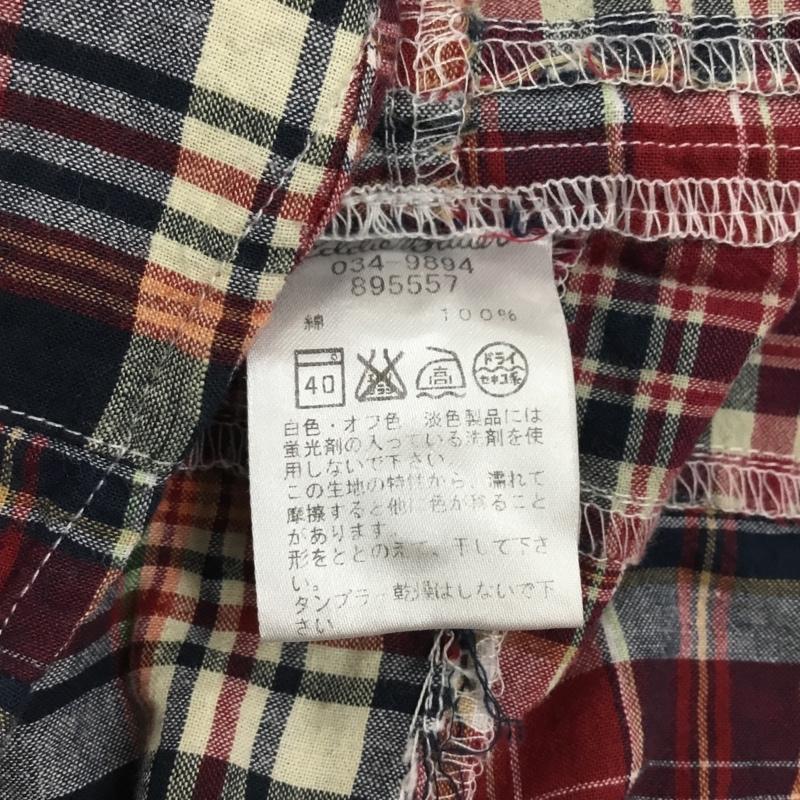 Eddie Bauer
034-9894
895557
綿 100%
40 高 ドライ
セキユ系
白色・オフ色 淡色製品には
蛍光剤の入っている洗剤を使
用しないで下さい。
この生地の特性から、濡れて
摩擦すると他に色が移ること
があります。
形をととのえて、干して下さ
い。
タンブラー乾燥はしないで下
さい